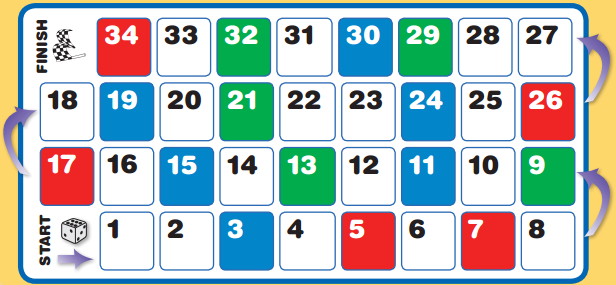 FINISH 34 33 32 31 30 29 28 27
18 19 20 21 22 23 24 25 26
17 16 15 14 13 12 11 10 9
START 1 2 3 4 5 6 7 8